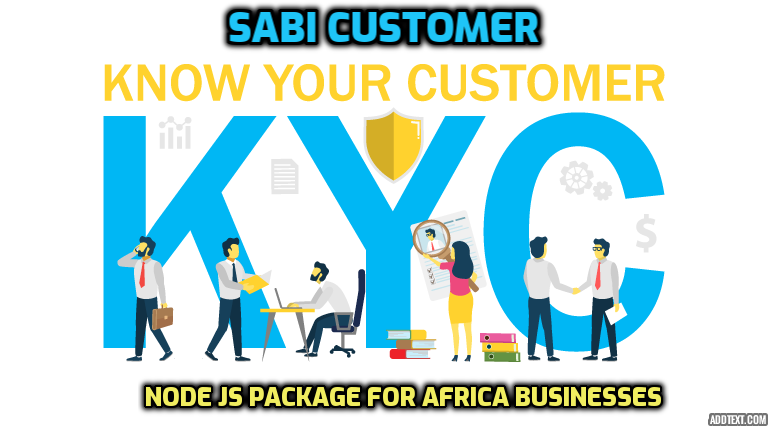 SABI CUSTOMER
KNOW YOUR CUSTOMER
KYC
$
NODE JS PACKAGE FOR AFRICA BUSINESSES
ADDTEXT.COM